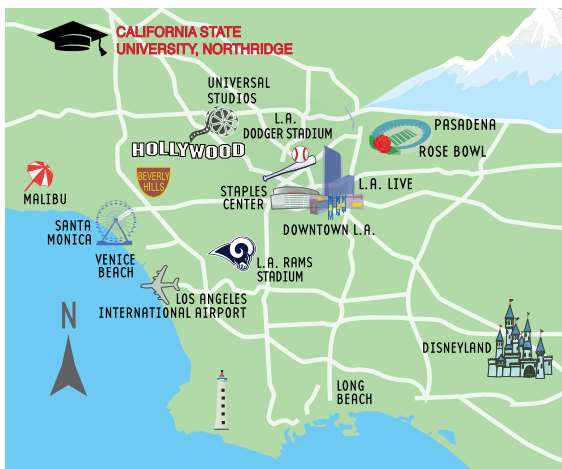 CALIFORNIA STATE
UNIVERSITY, NORTHRIDGE
UNIVERSAL
STUDIOS
L.A.
DODGER STADIUM
PASADENA
ROSE BOWL
HOLLYWOOD
BEVERLY
HILLS
MALIBU
STAPLES
CENTER
L.A. LIVE
DOWNTOWN L.A.
SANTA
MONICA
VENICE
BEACH
L.A. RAMS
STADIUM
LOS ANGELES
INTERNATIONAL AIRPORT
N
DISNEYLAND
LONG
BEACH